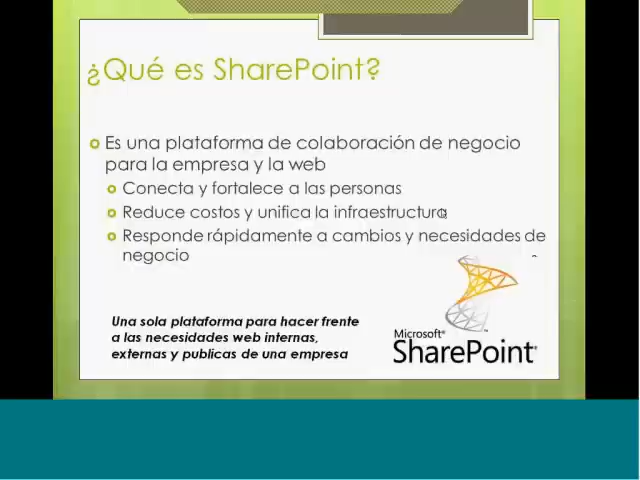 ¿Qué es SharePoint?
Es una plataforma de colaboración de negocio
para la empresa y la web
Conecta y fortalece a las personas
Reduce costos y unifica la infraestructura
Responde rápidamente a cambios y necesidades de
negocio
Una sola plataforma para hacer frente
a las necesidades web internas,
externas y publicas de una empresa
Microsoft®
SharePoint®